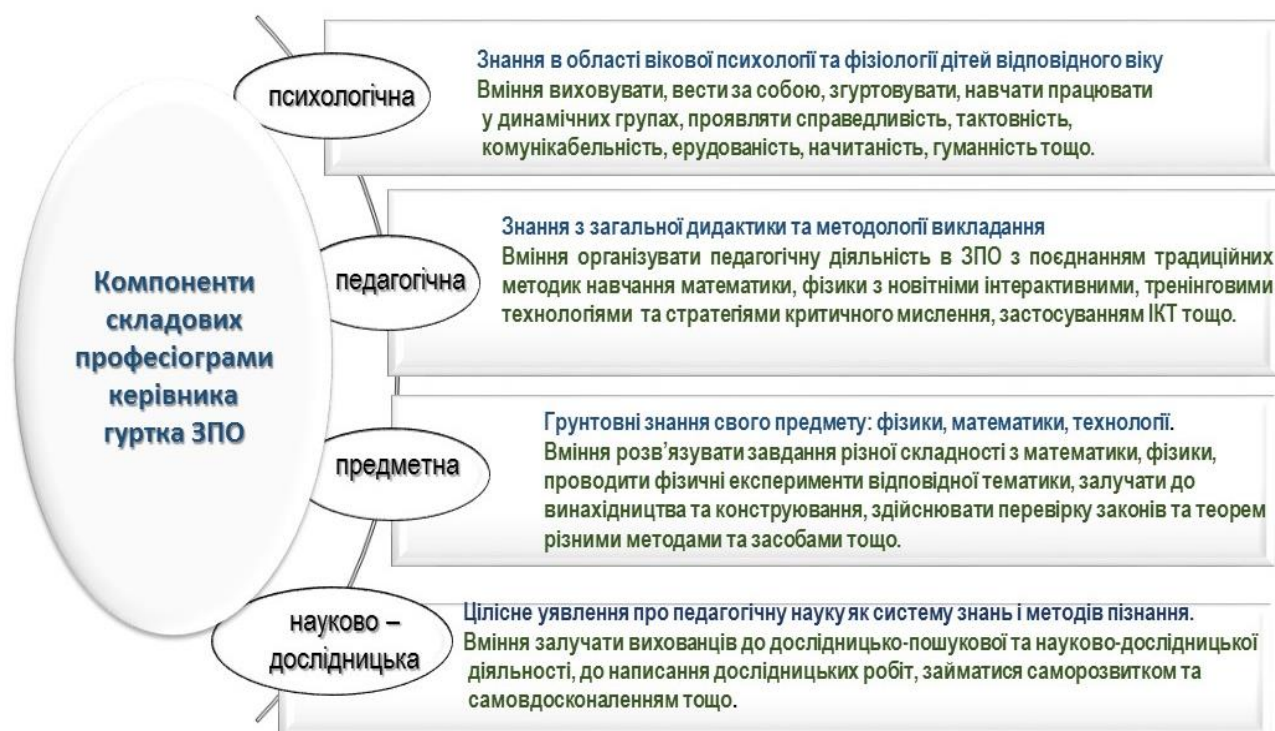 Компоненти
складових
професіограми
керівника
гуртка ЗПО
психологічна
Знання в області вікової психології та фізіології дітей відповідного віку
Вміння виховувати, вести за собою, згуртовувати, навчати працювати
у динамічних групах, проявляти справедливість, тактовність,
комунікабельність, ерудованість, начитаність, гуманність тощо.
педагогічна
Знання з загальної дидактики та методології викладання
Вміння організувати педагогічну діяльність в ЗПО з поєднанням традиційних
методик навчання математики, фізики з новітніми інтерактивними, тренінговими
технологіями та стратегіями критичного мислення, застосуванням ІКТ тощо.
предметна
Грунтовні знання свого предмету: фізики, математики, технології.
Вміння розв’язувати завдання різної складності з математики, фізики,
проводити фізичні експерименти відповідної тематики, залучати до
винахідництва та конструювання, здійснювати перевірку законів та теорем
різними методами та засобами тощо.
науково –
дослідницька
Цілісне уявлення про педагогічну науку як систему знань і методів пізнання.
Вміння залучати вихованців до дослідницько-пошукової та науково-дослідницької
діяльності, до написання дослідницьких робіт, займатися саморозвитком та
самовдосконаленням тощо.